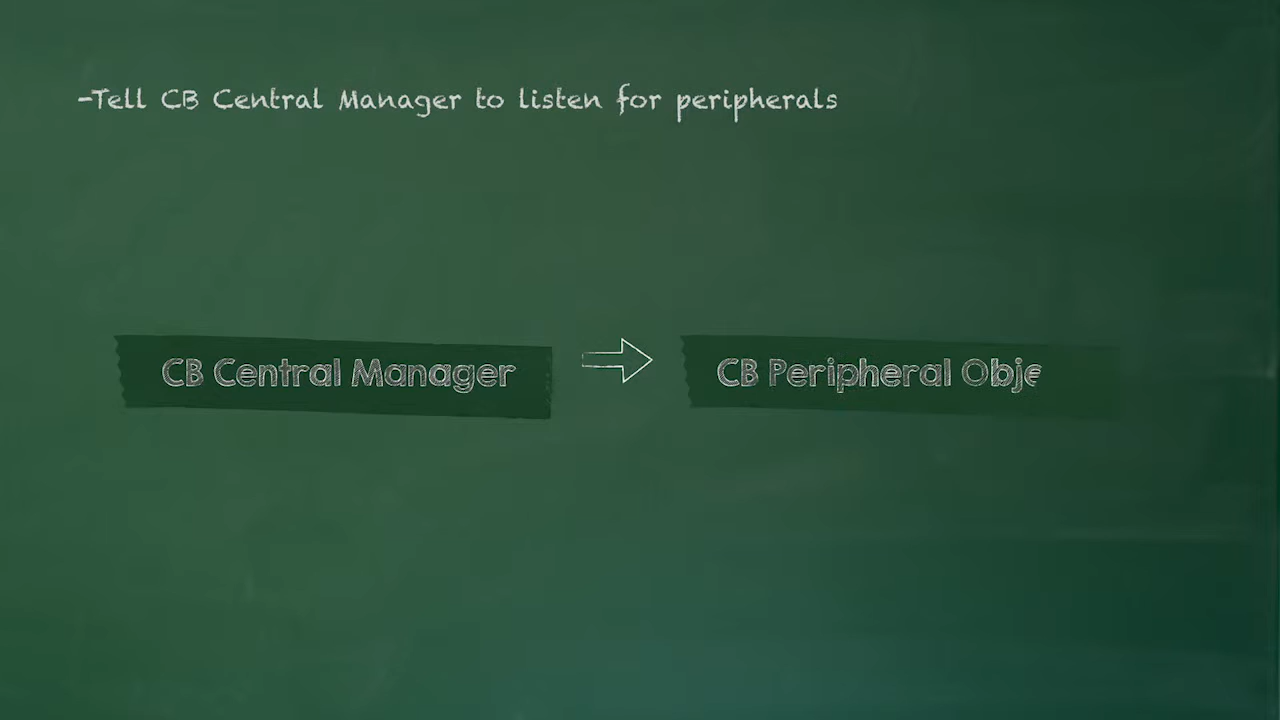 -Tell CB Central Manager to listen for peripherals
CB Central Manager
CB Peripheral Obje